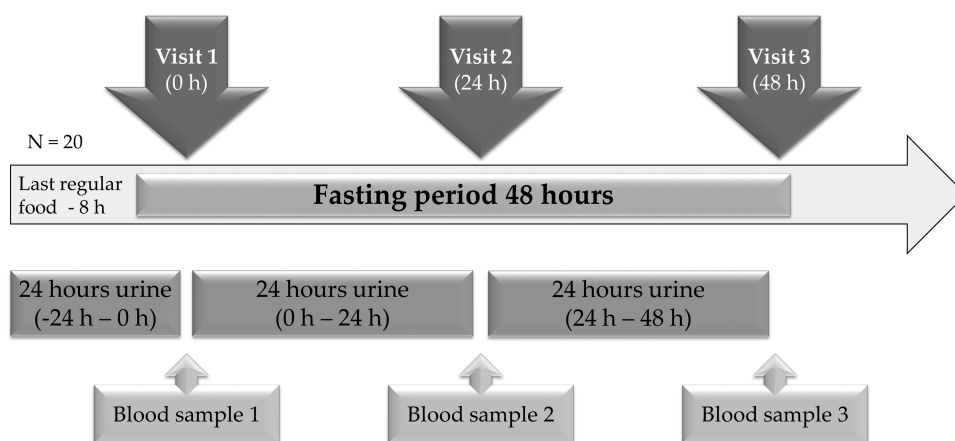 Visit 1
(0 h)
Visit 2
(24 h)
Visit 3
(48 h)
N = 20
Last regular
food - 8 h
Fasting period 48 hours
24 hours urine
(-24 h – 0 h)
24 hours urine
(0 h – 24 h)
24 hours urine
(24 h – 48 h)
Blood sample 1
Blood sample 2
Blood sample 3